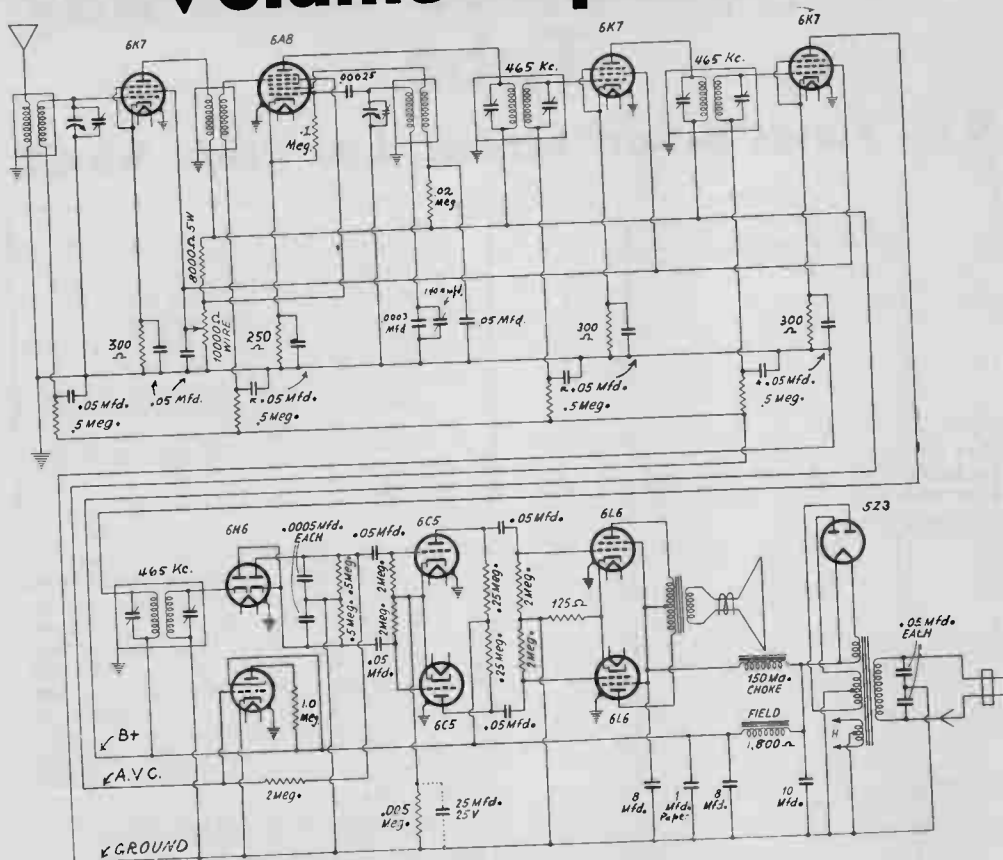 6K7
6A8
6K7
6K7
.00025
465 Kc.
465 Kc.
.1
Meg.
.02
Meg
8000Ω 5W
10000Ω
WIRE
300
Ω
250
Ω
.0003
Mfd
.05 Mfd.
300
Ω
300
Ω
.05 Mfd.
.05 Mfd.
.05 Mfd.
.05 Mfd.
.05 Mfd.
.5 Meg.
.5 Meg.
.5 Meg.
.5 Meg.
465 Kc.
6H6
.0005 Mfd.
EACH
.05 Mfd.
6C5
.05 Mfd.
6L6
5Z3
.5 Meg.
.5 Meg.
2 Meg.
2 Meg.
.25 Meg.
.25 Meg.
2 Meg.
2 Meg.
125Ω
.05 Mfd.
EACH
.05
Mfd.
1.0
Meg
6C5
.05 Mfd.
6L6
150 Ma.
CHOKE
FIELD
1,800Ω
H
B+
A.V.C.
2 Meg.
.005
Meg.
25 Mfd.
25 V
8
Mfd.
1
Mfd.
Paper
8
Mfd.
10
Mfd.
GROUND